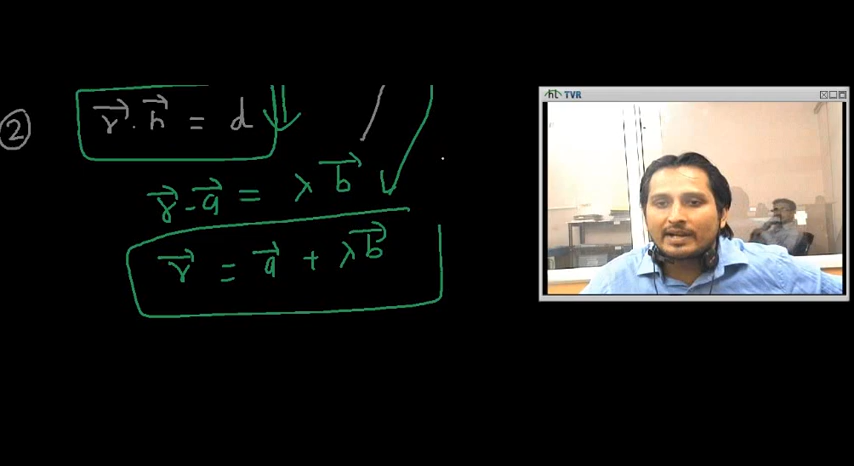 ② r⃗ . n⃗ = d
r⃗ - a⃗ = λ b⃗
r⃗ = a⃗ + λ b⃗
TVR